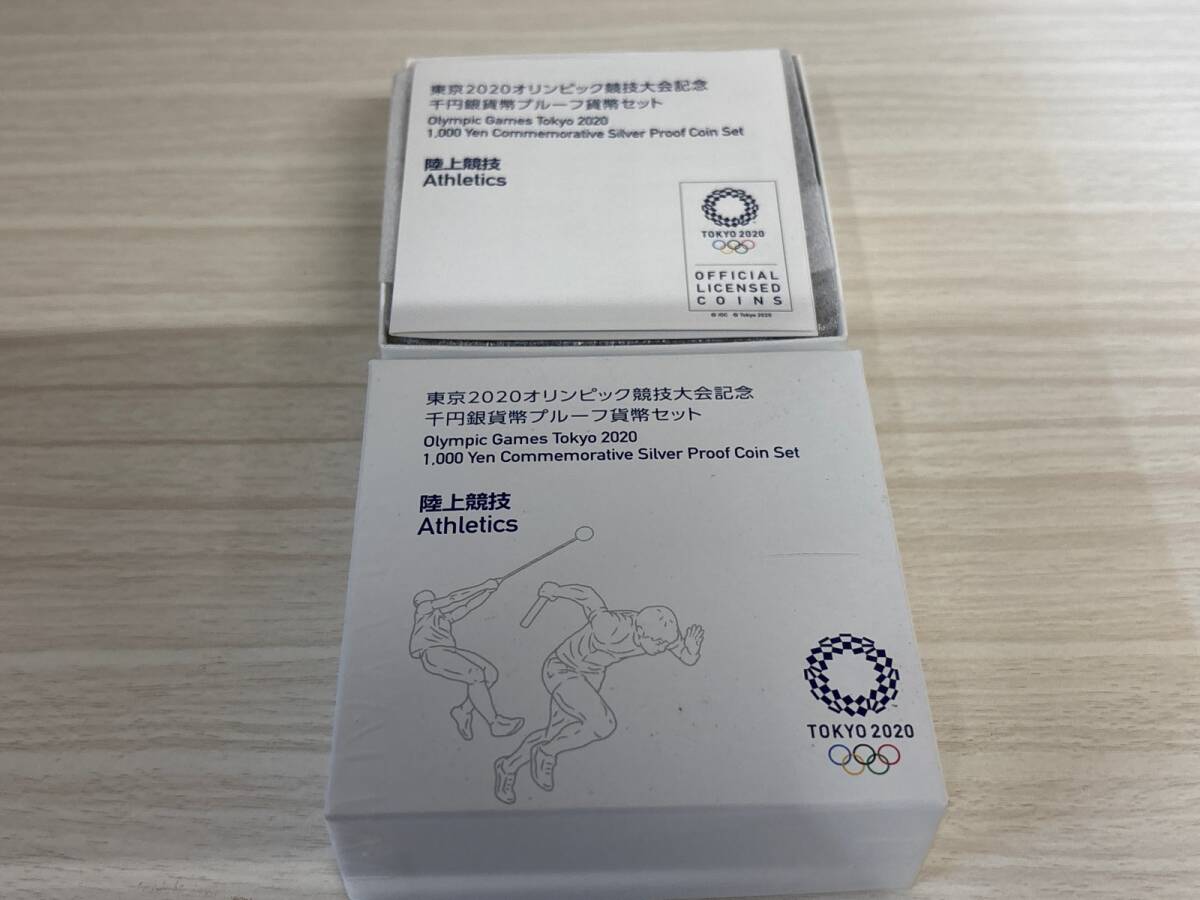 東京2020オリンピック競技大会記念
千円銀貨幣プルーフ貨幣セット
Olympic Games Tokyo 2020
1,000 Yen Commemorative Silver Proof Coin Set
陸上競技
Athletics
TOKYO 2020
OFFICIAL
LICENSED
COINS
© IOC © Tokyo 2020
東京2020オリンピック競技大会記念
千円銀貨幣プルーフ貨幣セット
Olympic Games Tokyo 2020
1,000 Yen Commemorative Silver Proof Coin Set
陸上競技
Athletics
TOKYO 2020